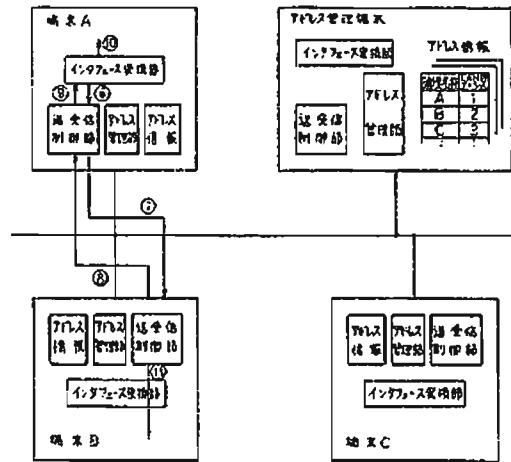 端末A
⑩
インタフェース変換部
⑨
⑥
送受信
制御部
アドレス
管理部
アドレス
情報
⑦
⑧
アドレス管理端末
インタフェース変換部
送受信
制御部
アドレス
管理部
アドレス情報
A 1
B 2
C 3
アドレス
情報
アドレス
管理部
送受信
制御部
⑪
インタフェース変換部
端末B
アドレス
情報
アドレス
管理部
送受信
制御部
インタフェース変換部
端末C